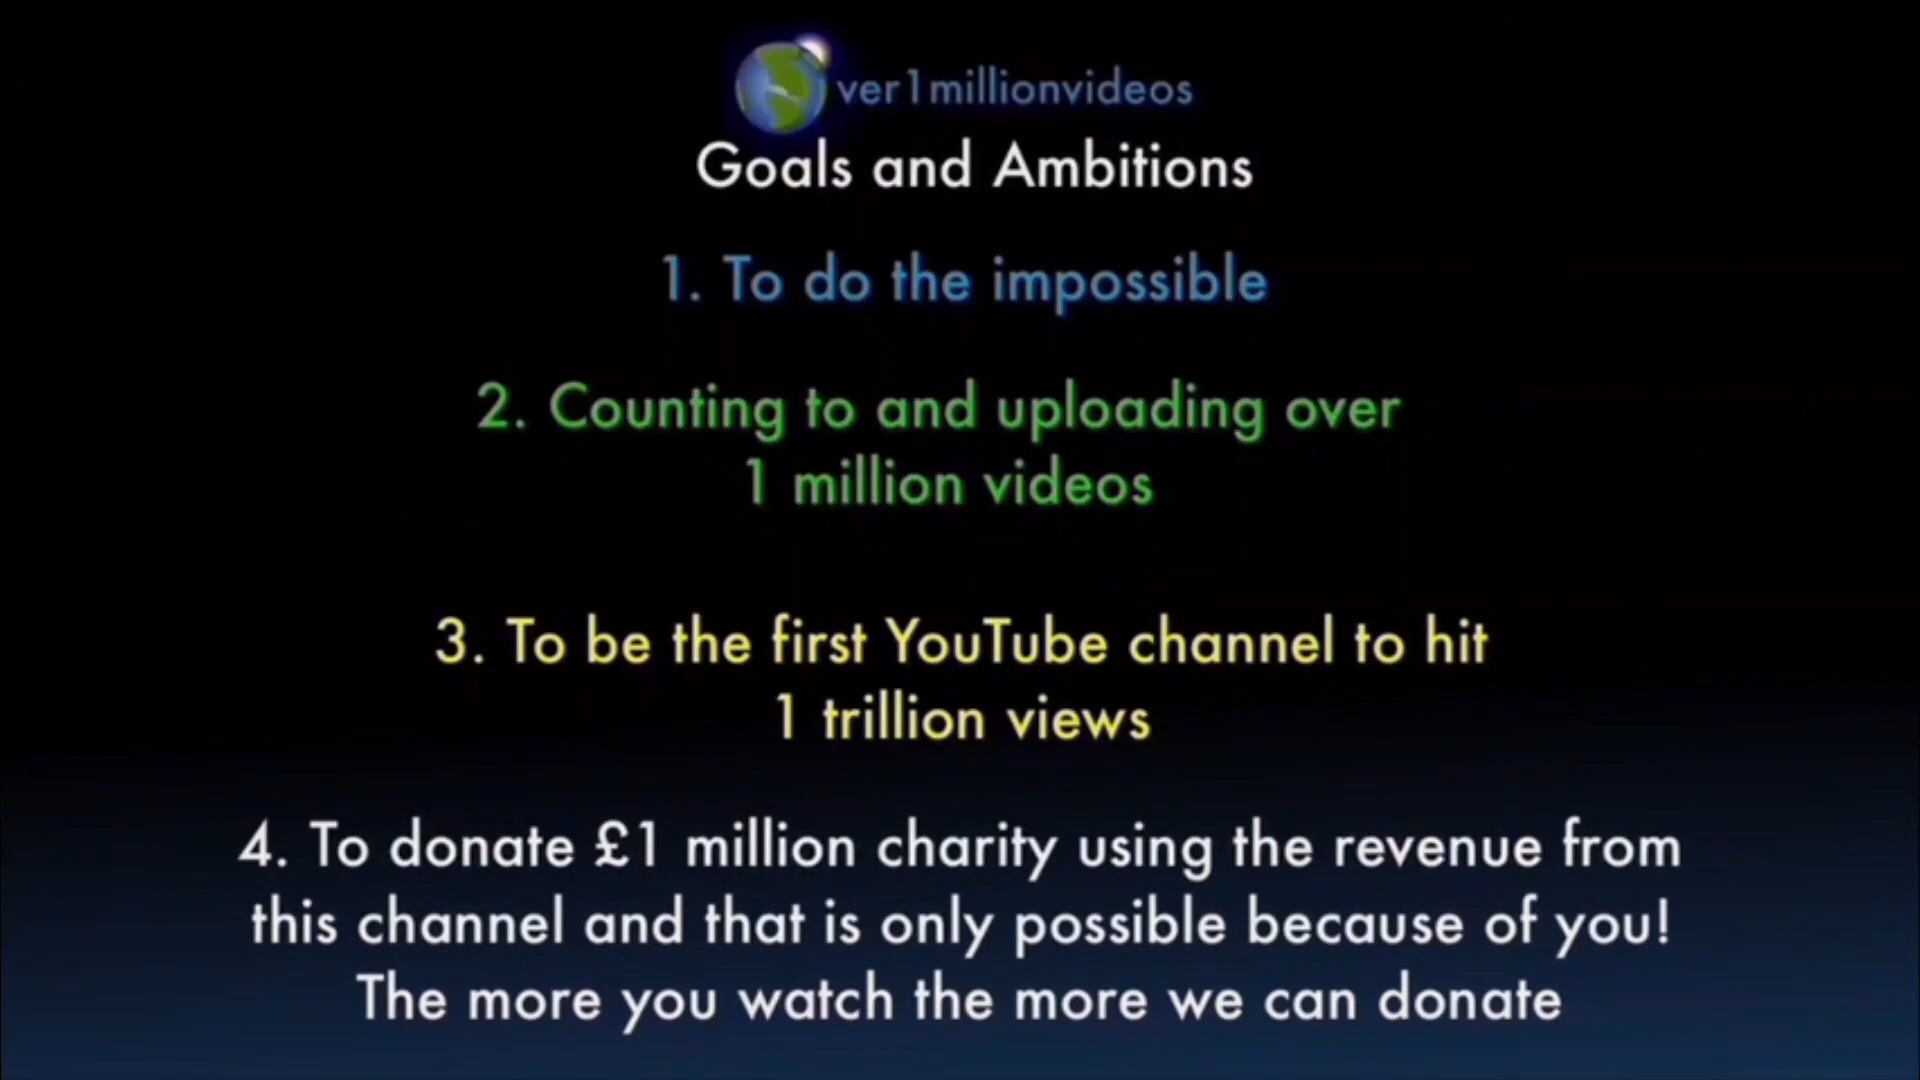 ver1millionvideos
Goals and Ambitions
1. To do the impossible
2. Counting to and uploading over
1 million videos
3. To be the first YouTube channel to hit
1 trillion views
4. To donate £1 million charity using the revenue from
this channel and that is only possible because of you!
The more you watch the more we can donate